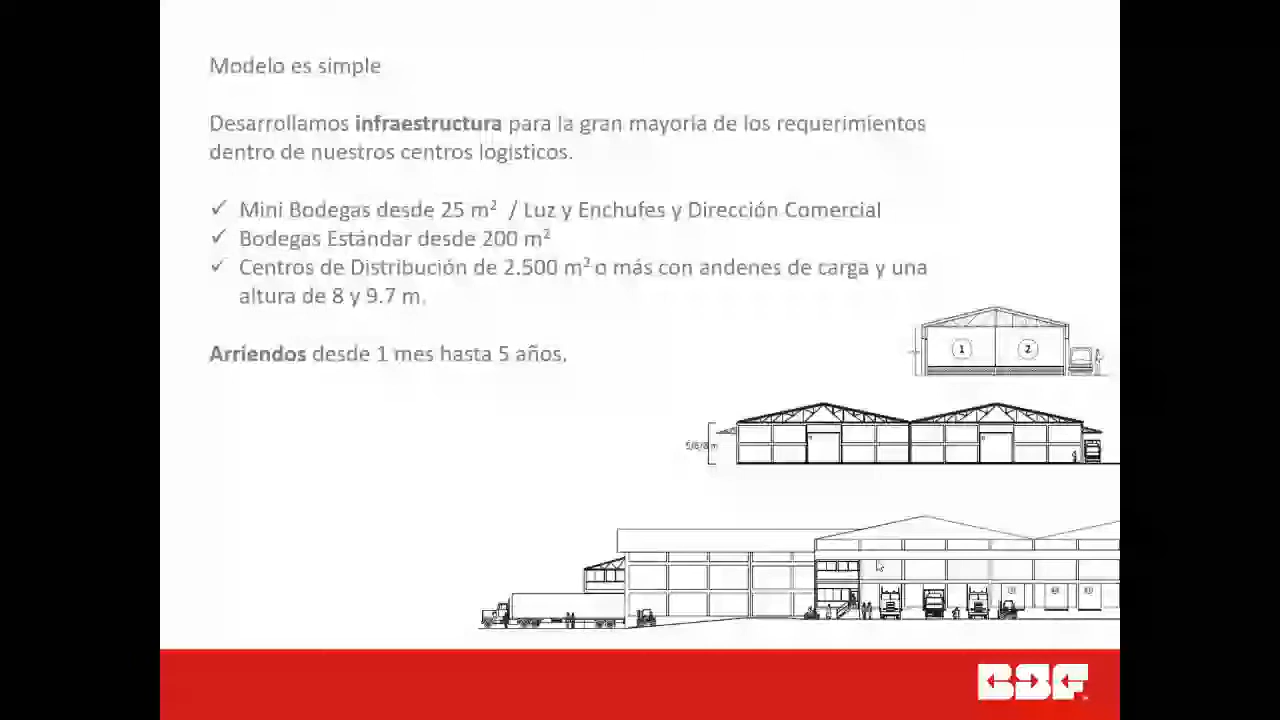 Modelo es simple
Desarrollamos infraestructura para la gran mayoría de los requerimientos
dentro de nuestros centros logísticos.
✓ Mini Bodegas desde 25 m² / Luz y Enchufes y Dirección Comercial
✓ Bodegas Estándar desde 200 m²
✓ Centros de Distribución de 2.500 m² o más con andenes de carga y una
altura de 8 y 9.7 m.
Arriendos desde 1 mes hasta 5 años.
1 2